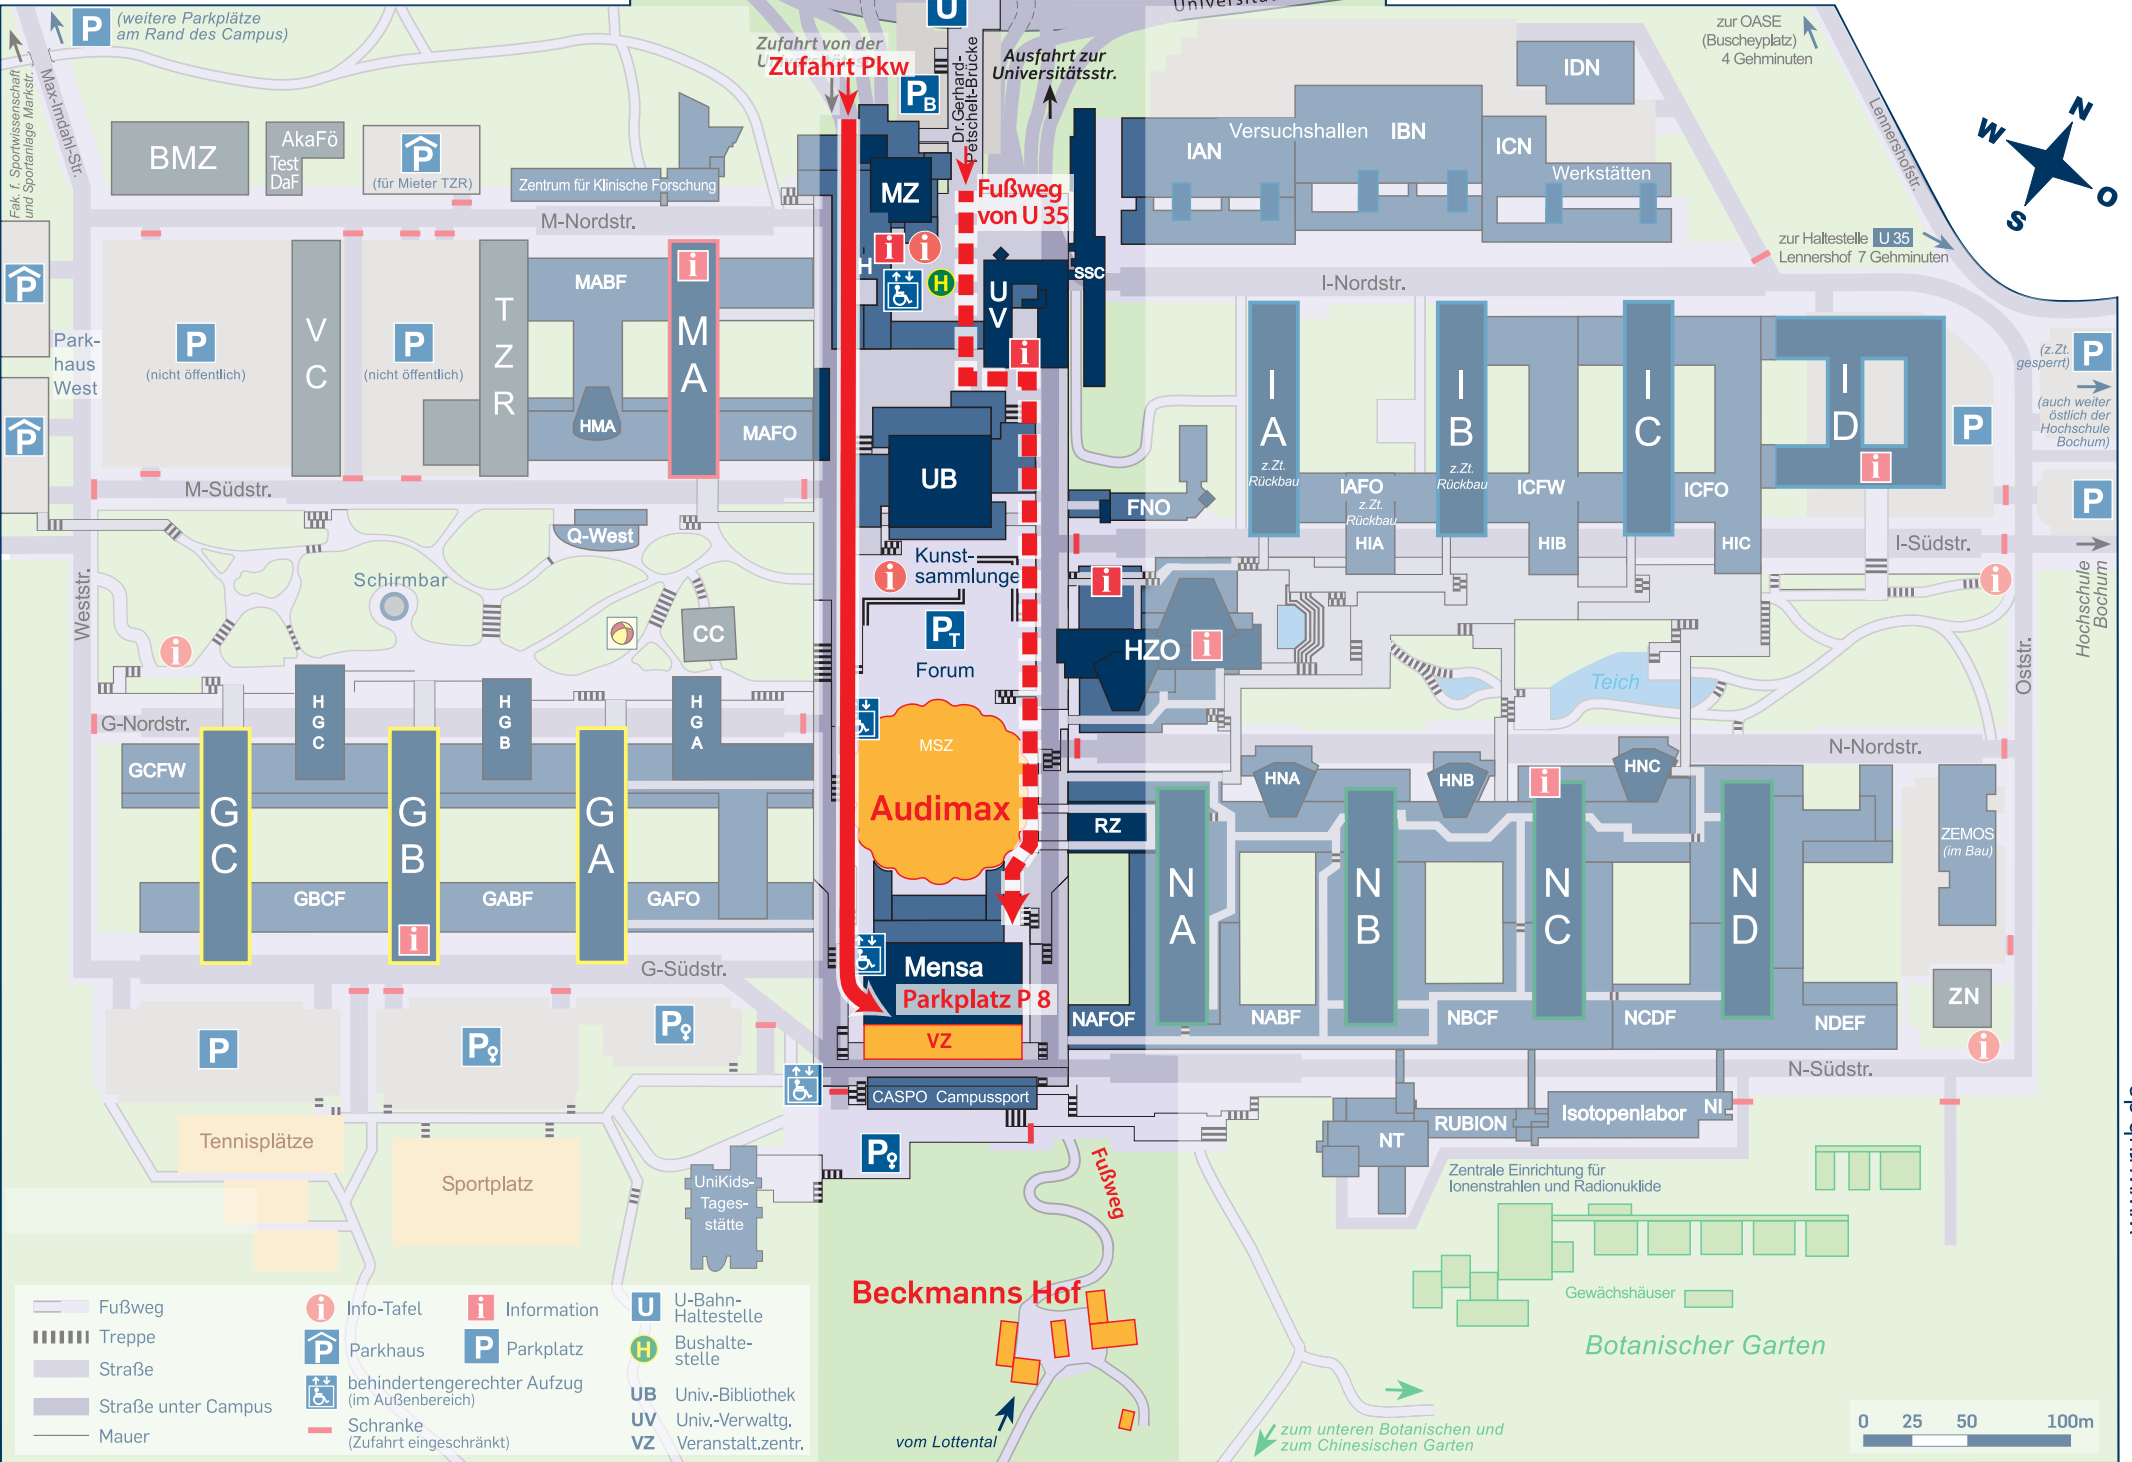 P (weitere Parkplätze
am Rand des Campus)
U
Zufahrt von der
Zufahrt Pkw
Dr.Gerhard-
Petschelt-Brücke
Ausfahrt zur
Universitätsstr.
zur OASE
(Buscheyplatz)
4 Gehminuten
N
W
O
S
Fak. f. Sportwissenschaft
und Sportanlage Markstr.
Max-Imdahl-Str.
Lennershofstr.
BMZ
AkaFö
Test
DaF
P
(für Mieter TZR)
Zentrum für Klinische Forschung
PB
MZ
Fußweg
von U 35
IAN
Versuchshallen
IBN
ICN
IDN
Werkstätten
zur Haltestelle U 35
Lennershof 7 Gehminuten
M-Nordstr.
I-Nordstr.
P
P
Park-
haus
West
P
(nicht öffentlich)
VC
P
(nicht öffentlich)
TZR
MABF
HMA
MAFO
i
MA
i i
H
H
UV
SSC
i
UB
IA
z.Zt.
Rückbau
IAFO
z.Zt.
Rückbau
IB
z.Zt.
Rückbau
ICFW
IC
ICFO
ID
i
P
(z.Zt.
gesperrt)
P
(auch weiter
östlich der
Hochschule
Bochum)
P
M-Südstr.
FNO
HIA
HIB
HIC
I-Südstr.
Q-West
Schirmbar
CC
Weststr.
i
i
Kunst-
sammlunge
PT
Forum
i
HZO
i
Teich
i
Oststr.
Hochschule
Bochum
G-Nordstr.
HGC
HGB
HGA
MSZ
Audimax
N-Nordstr.
HNA
HNB
i
HNC
GCFW
GC
GBCF
GB
i
GABF
GA
GAFO
RZ
NA
NB
NC
ND
ZEMOS
(im Bau)
G-Südstr.
Mensa
Parkplatz P 8
VZ
NAFOF
NABF
NBCF
NCDF
NDEF
ZN
i
P
P
P
N-Südstr.
CASPO Campussport
P
NT
RUBION
Isotopenlabor
NI
Zentrale Einrichtung für
Ionenstrahlen und Radionuklide
Tennisplätze
Sportplatz
UniKids-
Tages-
stätte
Fußweg
Beckmanns Hof
vom Lottental
Gewächshäuser
Botanischer Garten
zum unteren Botanischen und
zum Chinesischen Garten
Fußweg
Treppe
Straße
Straße unter Campus
Mauer
i Info-Tafel
P Parkhaus
behindertengerechter Aufzug
(im Außenbereich)
Schranke
(Zufahrt eingeschränkt)
i Information
P Parkplatz
U U-Bahn-
Haltestelle
H Bushalte-
stelle
UB Univ.-Bibliothek
UV Univ.-Verwaltg.
VZ Veranstalt.zentr.
0 25 50 100m